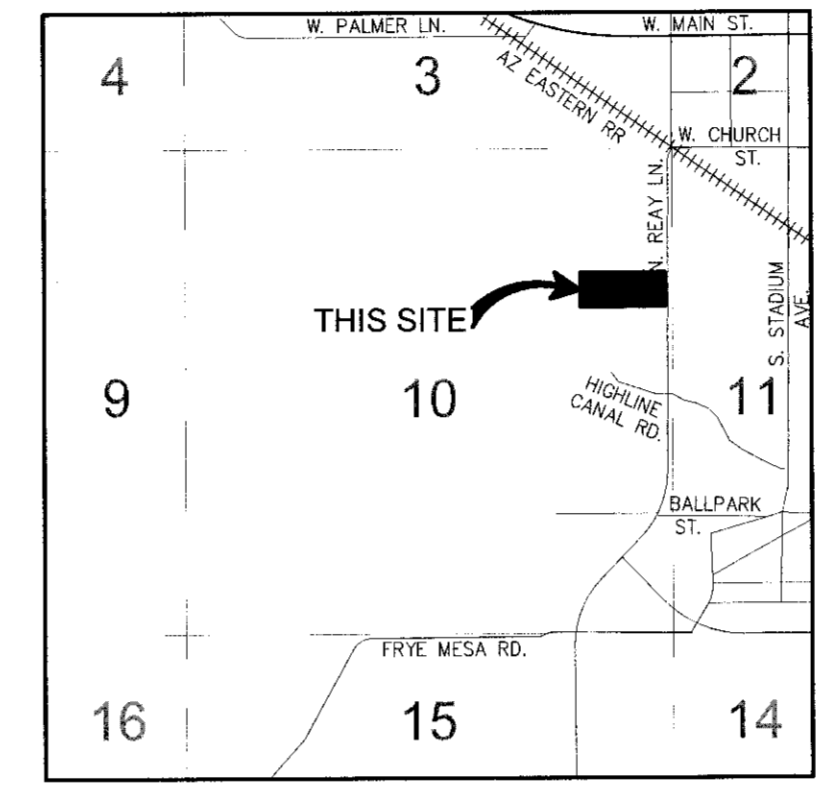 W. PALMER LN.
W. MAIN ST.
4
3
2
AZ EASTERN RR
W. CHURCH
ST.
N. REAY LN.
THIS SITE
S. STADIUM
AVE.
9
10
11
HIGHLINE
CANAL RD.
BALLPARK
ST.
FRYE MESA RD.
16
15
14